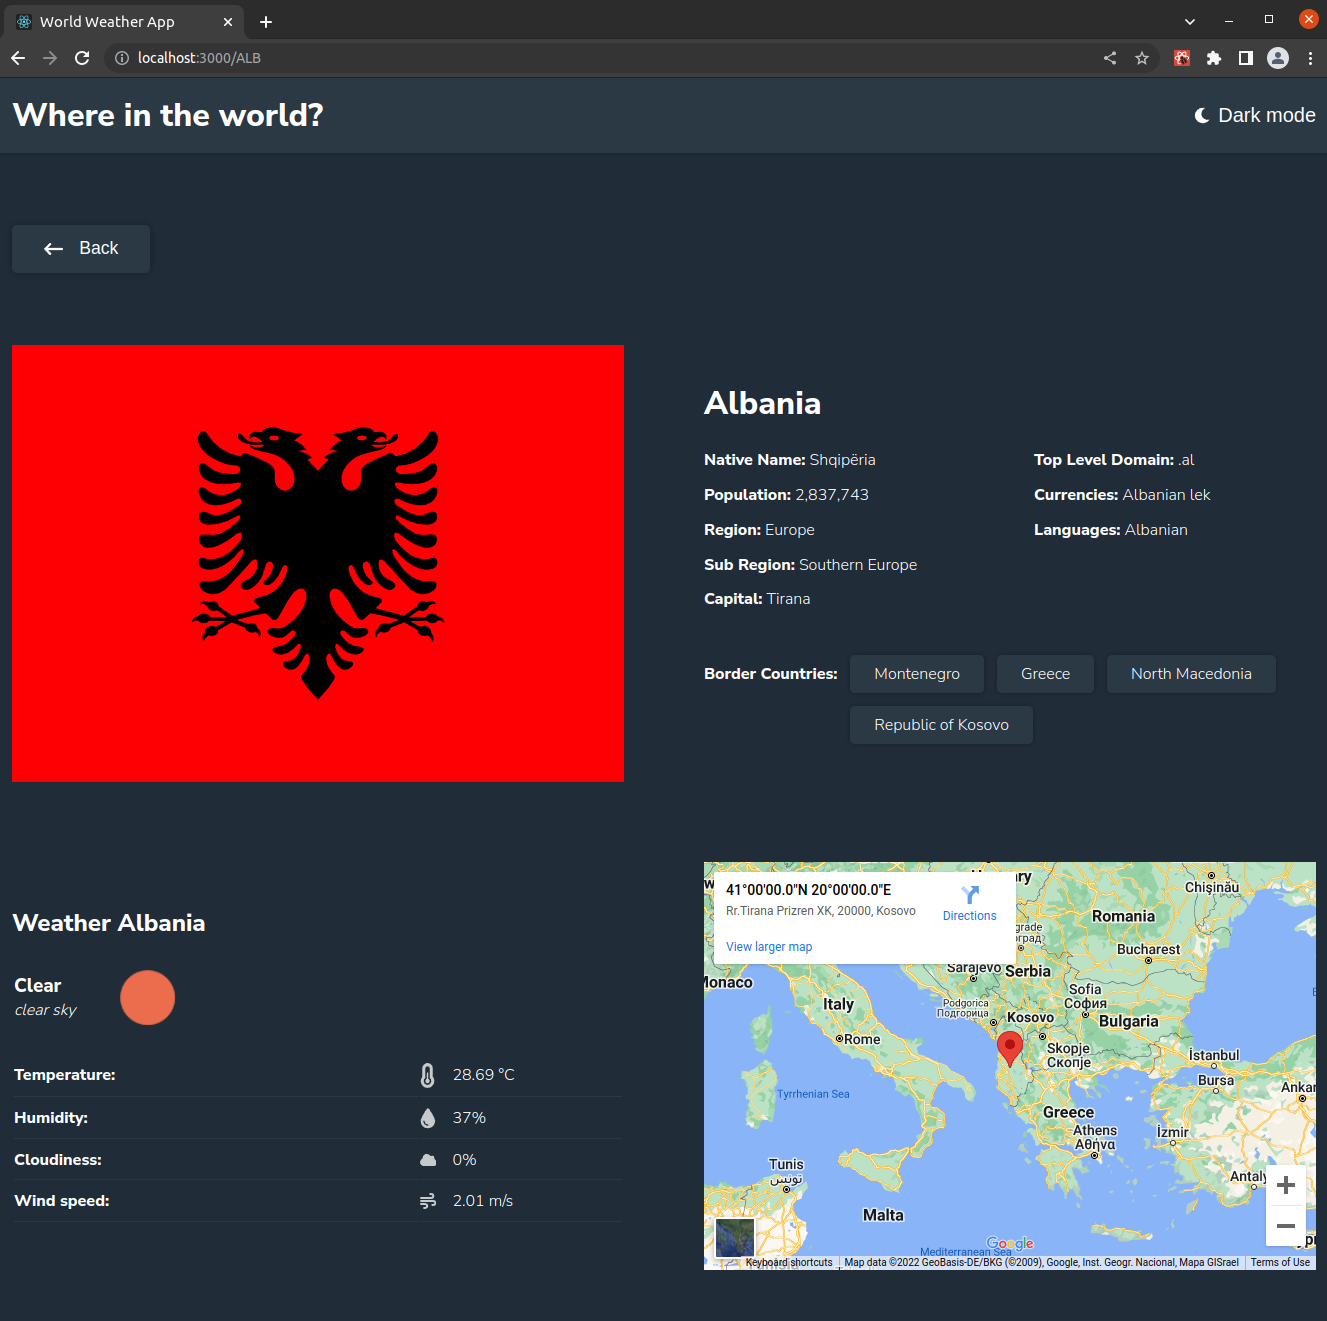 World Weather App
localhost:3000/ALB
Where in the world?
Dark mode
Back
Albania
Native Name: Shqipëria
Population: 2,837,743
Region: Europe
Sub Region: Southern Europe
Capital: Tirana
Top Level Domain: .al
Currencies: Albanian lek
Languages: Albanian
Border Countries: Montenegro Greece North Macedonia
Republic of Kosovo
Weather Albania
Clear
clear sky
Temperature: 28.69 °C
Humidity: 37%
Cloudiness: 0%
Wind speed: 2.01 m/s
41°00'00.0"N 20°00'00.0"E
Rr.Tirana Prizren XK, 20000, Kosovo
Directions
View larger map
Chișinău
Romania
Bucharest
Sarajevo
Serbia
Monaco
Sofia
София
Italy
Podgorica
Подгорица
Kosovo
Bulgaria
Rome
Skopje
Скопје
İstanbul
Bursa
Ankar
Tyrrhenian Sea
Greece
Athens
Αθήνα
İzmir
Tunis
تونس
Antaly
Malta
Google
Mediterranean Sea
Keyboard shortcuts
Map data ©2022 GeoBasis-DE/BKG (©2009), Google, Inst. Geogr. Nacional, Mapa GISrael
Terms of Use